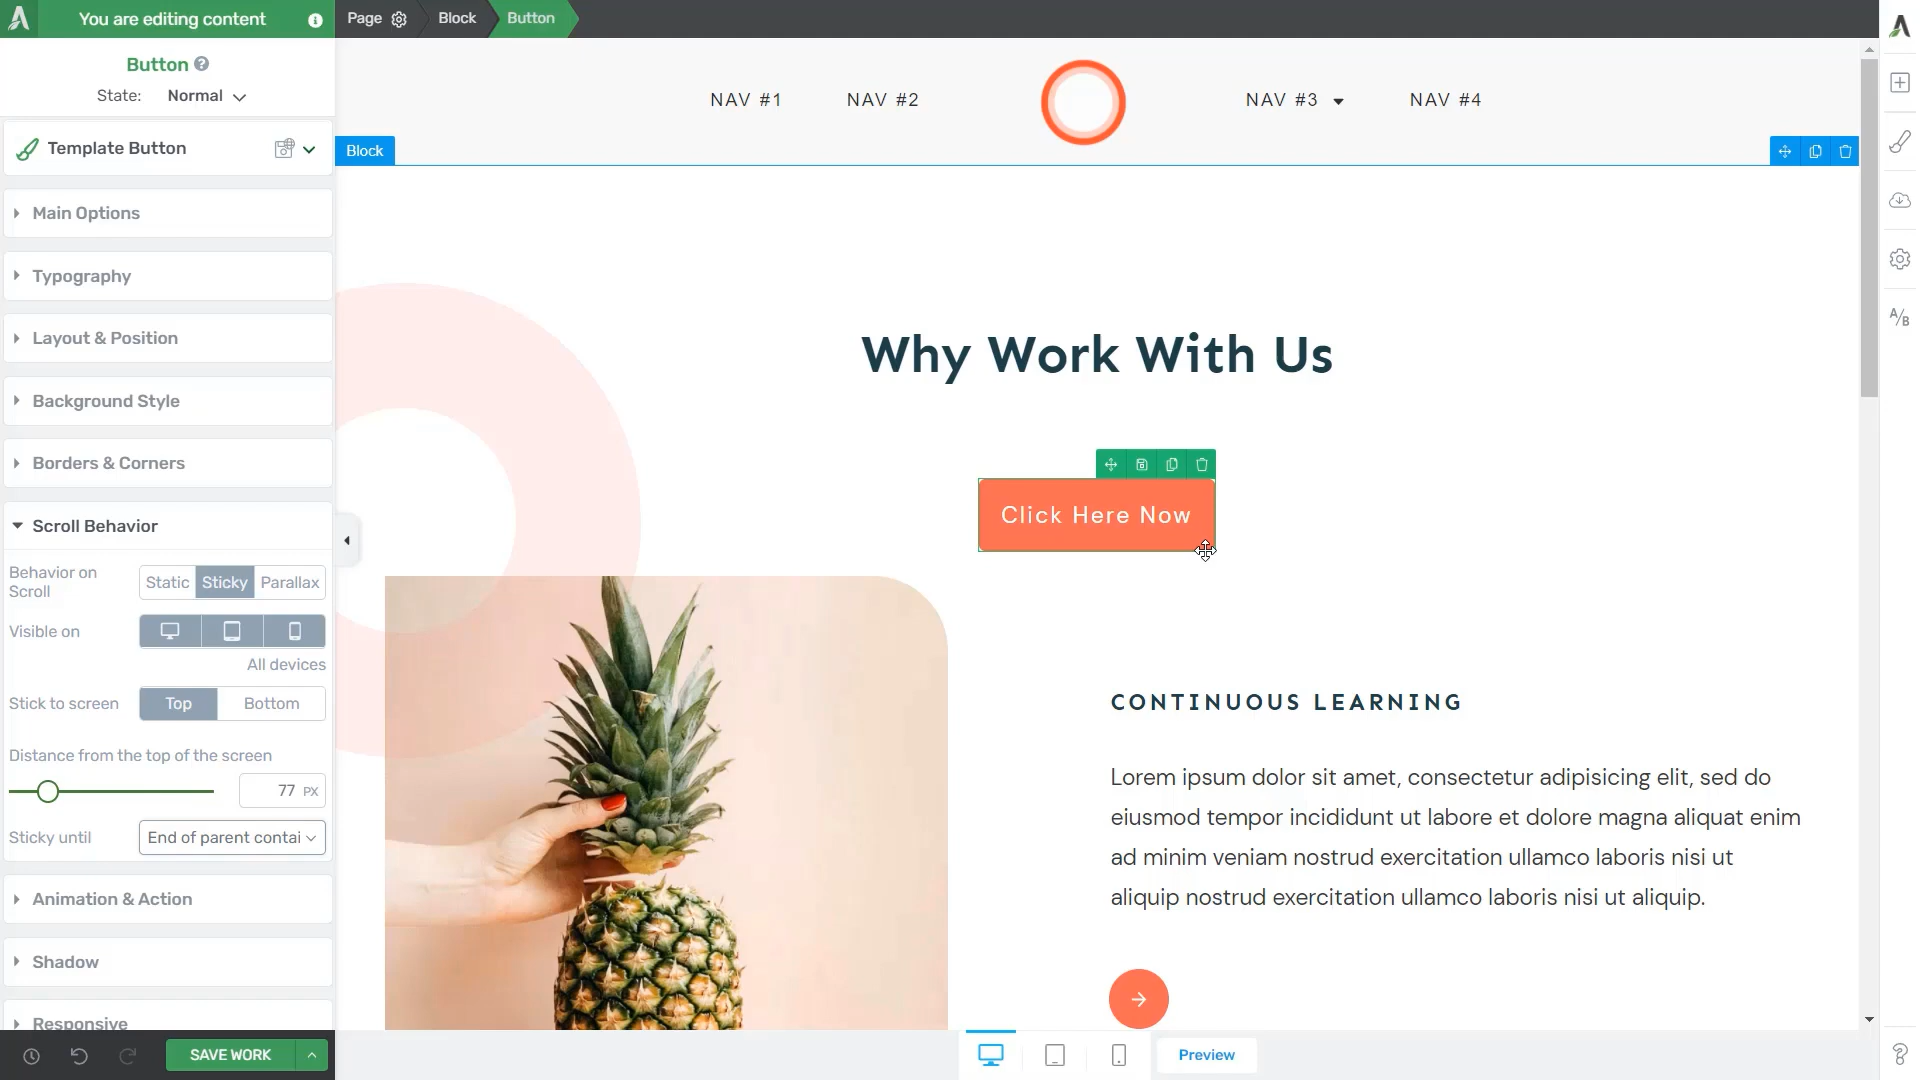 You are editing content
Page
Block
Button
Button
State: Normal
Template Button
Main Options
Typography
Layout & Position
Background Style
Borders & Corners
Scroll Behavior
Behavior on Scroll
Static
Sticky
Parallax
Visible on
All devices
Stick to screen
Top
Bottom
Distance from the top of the screen
77 PX
Sticky until
End of parent contai
Animation & Action
Shadow
Responsive
SAVE WORK
NAV #1
NAV #2
NAV #3
NAV #4
Block
Why Work With Us
Click Here Now
CONTINUOUS LEARNING
Lorem ipsum dolor sit amet, consectetur adipisicing elit, sed do
eiusmod tempor incididunt ut labore et dolore magna aliquat enim
ad minim veniam nostrud exercitation ullamco laboris nisi ut
aliquip nostrud exercitation ullamco laboris nisi ut aliquip.
Preview
A/B